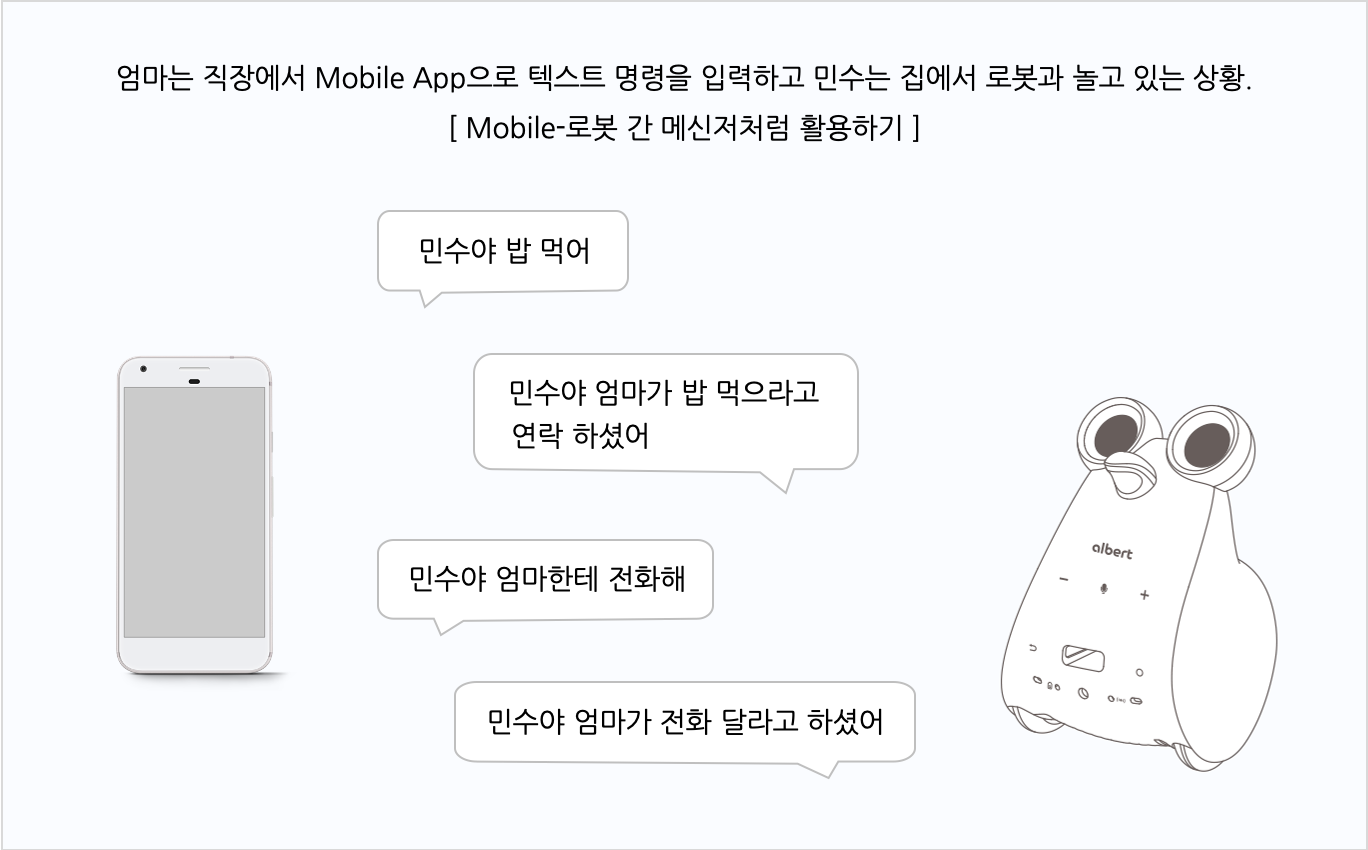 엄마는 직장에서 Mobile App으로 텍스트 명령을 입력하고 민수는 집에서 로봇과 놀고 있는 상황.
[ Mobile-로봇 간 메신저처럼 활용하기 ]
민수야 밥 먹어
민수야 엄마가 밥 먹으라고
연락 하셨어
민수야 엄마한테 전화해
민수야 엄마가 전화 달라고 하셨어
albert